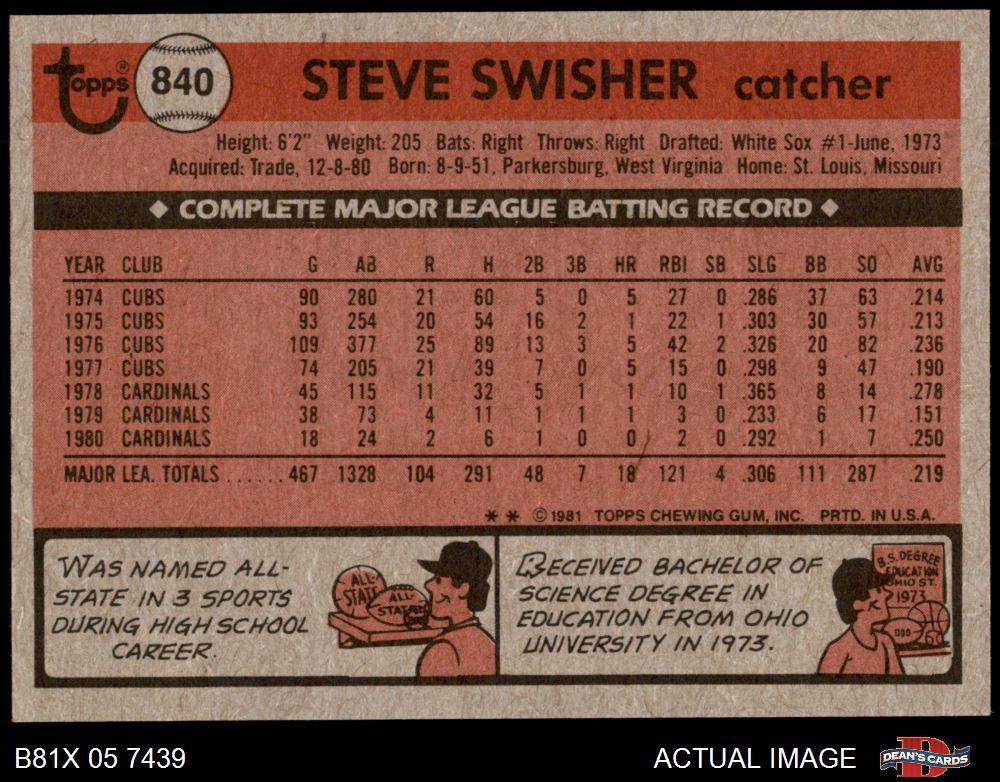 topps®
840
STEVE SWISHER catcher
Height: 6'2" Weight: 205 Bats: Right Throws: Right Drafted: White Sox #1-June, 1973
Acquired: Trade, 12-8-80 Born: 8-9-51, Parkersburg, West Virginia Home: St. Louis, Missouri
◆ COMPLETE MAJOR LEAGUE BATTING RECORD ◆
YEAR CLUB G AB R H 2B 3B HR RBI SB SLG BB SO AVG
1974 CUBS 90 280 21 60 5 0 5 27 0 .286 37 63 .214
1975 CUBS 93 254 20 54 16 2 1 22 1 .303 30 57 .213
1976 CUBS 109 377 25 89 13 3 5 42 2 .326 20 82 .236
1977 CUBS 74 205 21 39 7 0 5 15 0 .298 9 47 .190
1978 CARDINALS 45 115 11 32 5 1 1 10 1 .365 8 14 .278
1979 CARDINALS 38 73 4 11 1 1 1 3 0 .233 6 17 .151
1980 CARDINALS 18 24 2 6 1 0 0 2 0 .292 1 7 .250
MAJOR LEA. TOTALS ...... 467 1328 104 291 48 7 18 121 4 .306 111 287 .219
* * ©1981 TOPPS CHEWING GUM, INC. PRTD. IN U.S.A.
WAS NAMED ALL-
STATE IN 3 SPORTS
DURING HIGH SCHOOL
CAREER.
ALL-
STATE
ALL-
STATE
RECEIVED BACHELOR OF
SCIENCE DEGREE IN
EDUCATION FROM OHIO
UNIVERSITY IN 1973.
B.S. DEGREE
EDUCATION
OHIO ST.
1973
B81X 05 7439
ACTUAL IMAGE
DEAN'S CARDS